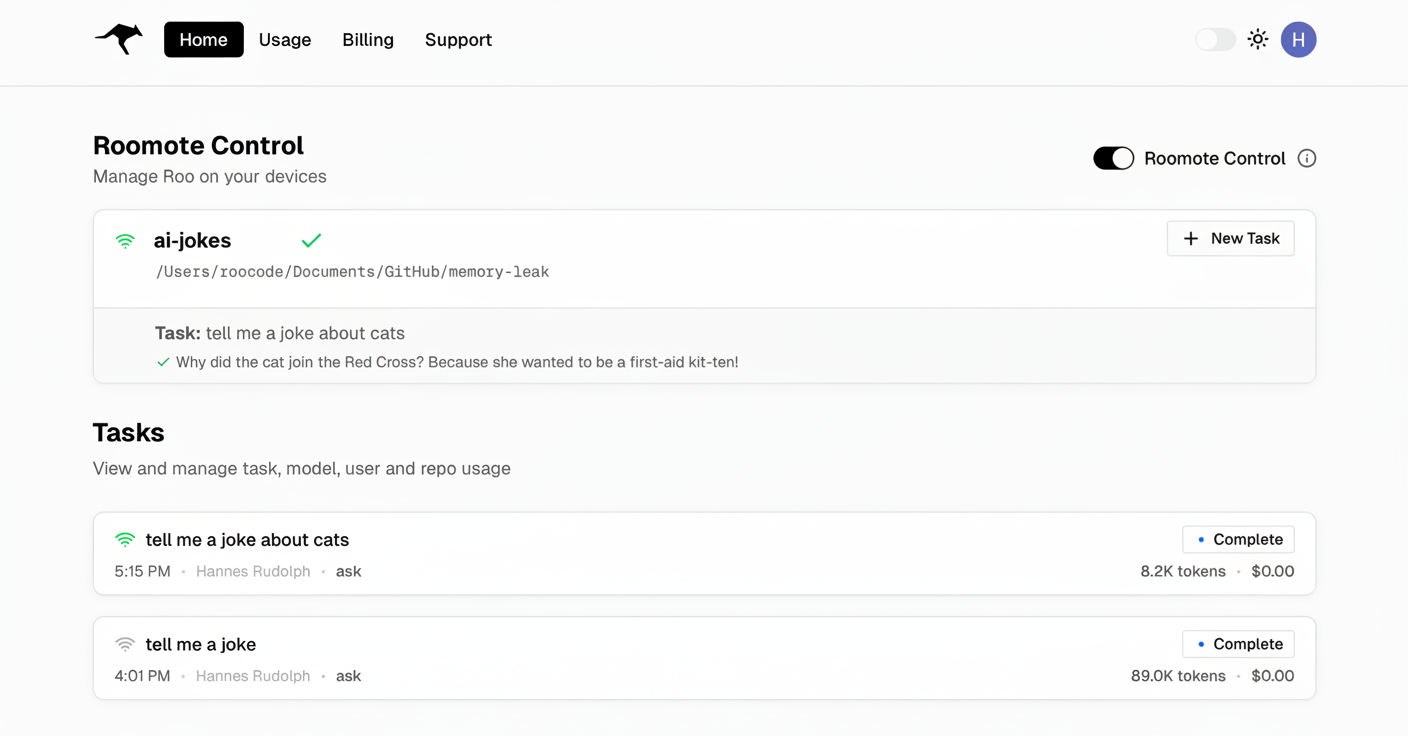 Home Usage Billing Support H
Roomote Control
Manage Roo on your devices
Roomote Control
ai-jokes
New Task
/Users/roocode/Documents/GitHub/memory-leak
Task: tell me a joke about cats
Why did the cat join the Red Cross? Because she wanted to be a first-aid kit-ten!
Tasks
View and manage task, model, user and repo usage
tell me a joke about cats
Complete
5:15 PM • Hannes Rudolph • ask
8.2K tokens • $0.00
tell me a joke
Complete
4:01 PM • Hannes Rudolph • ask
89.0K tokens • $0.00